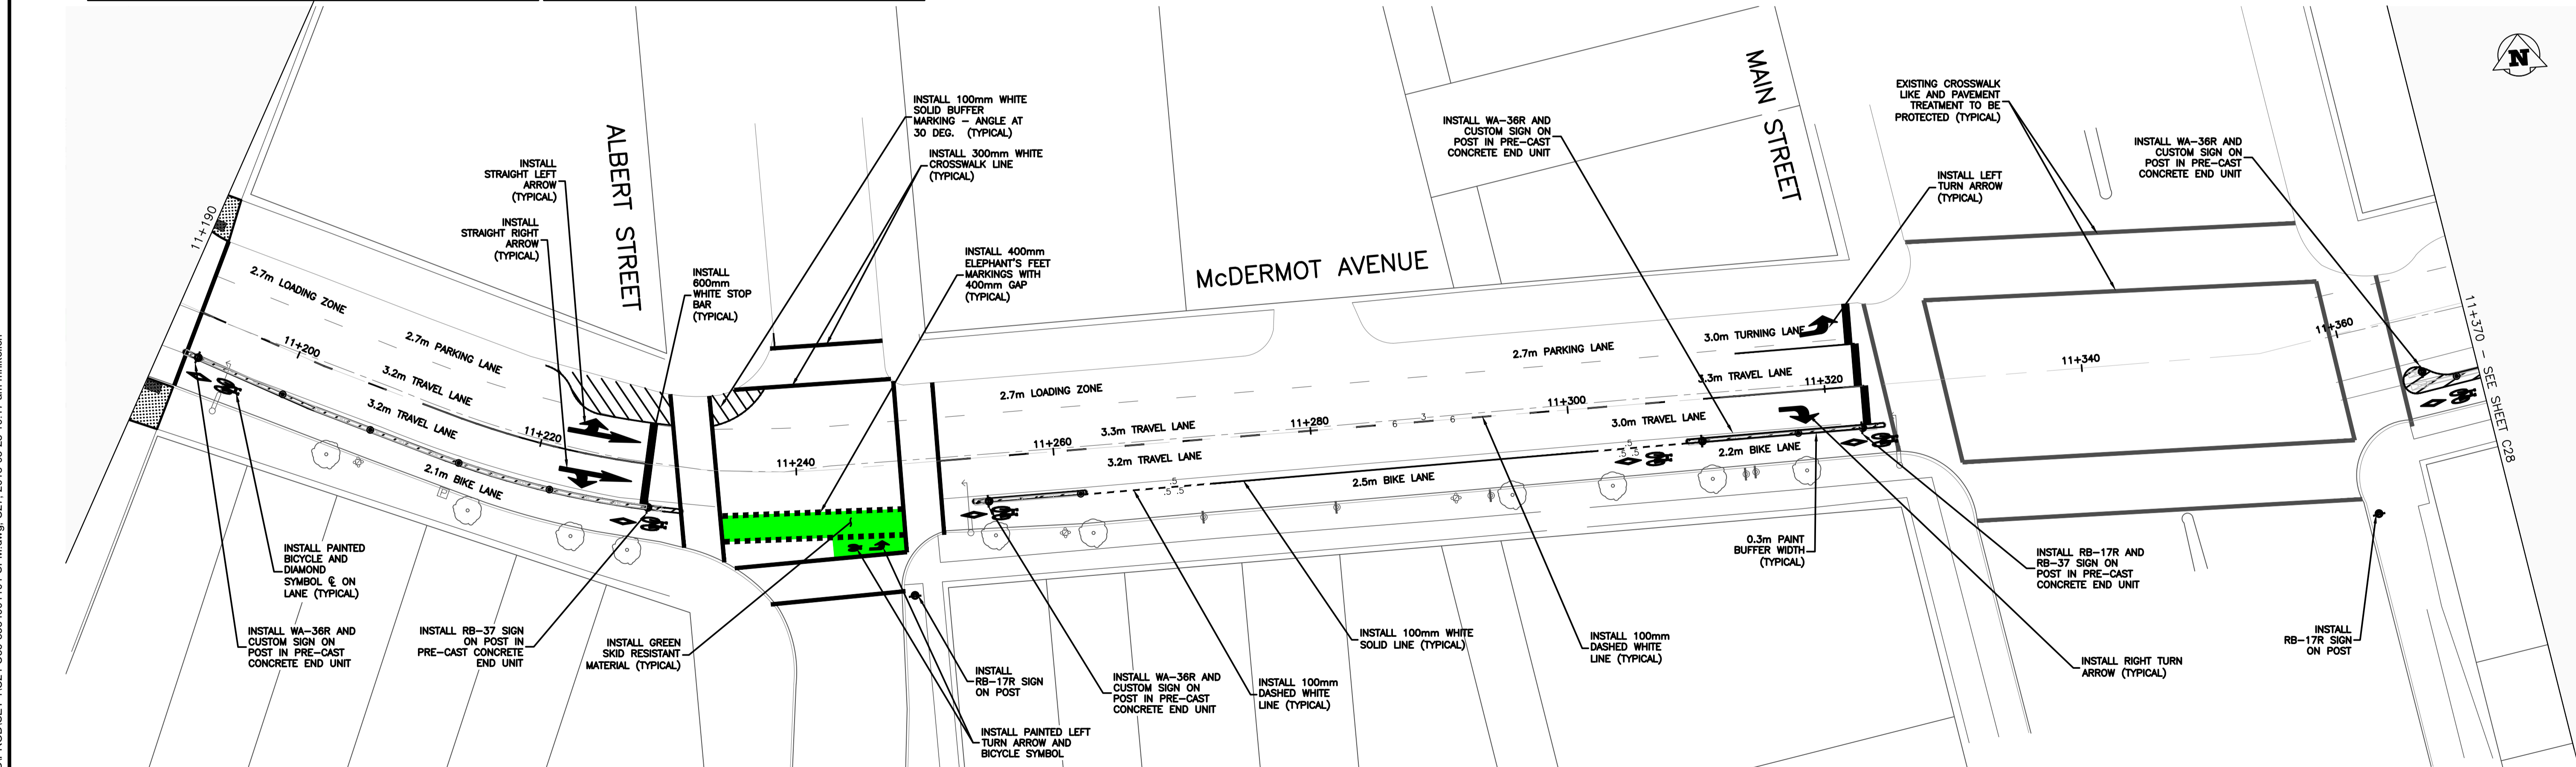 N
ALBERT STREET
McDERMOT AVENUE
MAIN STREET
INSTALL 100mm WHITE
SOLID BUFFER
MARKING – ANGLE AT
30 DEG.  (TYPICAL)
INSTALL 300mm WHITE
CROSSWALK LINE
(TYPICAL)
INSTALL
STRAIGHT LEFT
ARROW
(TYPICAL)
INSTALL
STRAIGHT RIGHT
ARROW
(TYPICAL)
INSTALL
600mm
WHITE STOP
BAR
(TYPICAL)
INSTALL 400mm
ELEPHANT'S FEET
MARKINGS WITH
400mm GAP
(TYPICAL)
INSTALL WA-36R AND
CUSTOM SIGN ON
POST IN PRE-CAST
CONCRETE END UNIT
EXISTING CROSSWALK
LIKE AND PAVEMENT
TREATMENT TO BE
PROTECTED (TYPICAL)
INSTALL WA-36R AND
CUSTOM SIGN ON
POST IN PRE-CAST
CONCRETE END UNIT
INSTALL LEFT
TURN ARROW
(TYPICAL)
11+190
2.7m LOADING ZONE
11+200
2.7m PARKING LANE
3.2m TRAVEL LANE
3.2m TRAVEL LANE
11+220
2.1m BIKE LANE
P
11+240
2.7m LOADING ZONE
3.3m TRAVEL LANE
11+260
3.2m TRAVEL LANE
11+280
2.7m PARKING LANE
11+300
3.0m TURNING LANE
3.3m TRAVEL LANE
11+320
3.0m TRAVEL LANE
6 3 6
.5
.5 .5
.5
.5 .5
2.5m BIKE LANE
2.2m BIKE LANE
11+340
11+360
11+370 – SEE SHEET C28
INSTALL PAINTED
BICYCLE AND
DIAMOND
SYMBOL ℄ ON
LANE (TYPICAL)
INSTALL WA-36R AND
CUSTOM SIGN ON
POST IN PRE-CAST
CONCRETE END UNIT
INSTALL RB-37 SIGN
ON POST IN
PRE-CAST CONCRETE
END UNIT
INSTALL GREEN
SKID RESISTANT
MATERIAL (TYPICAL)
INSTALL
RB-17R SIGN
ON POST
INSTALL PAINTED LEFT
TURN ARROW AND
BICYCLE SYMBOL
INSTALL WA-36R AND
CUSTOM SIGN ON
POST IN PRE-CAST
CONCRETE END UNIT
INSTALL 100mm
DASHED WHITE
LINE (TYPICAL)
INSTALL 100mm WHITE
SOLID LINE (TYPICAL)
INSTALL 100mm
DASHED WHITE
LINE (TYPICAL)
0.3m PAINT
BUFFER WIDTH
(TYPICAL)
INSTALL RB-17R AND
RB-37 SIGN ON
POST IN PRE-CAST
CONCRETE END UNIT
INSTALL RIGHT TURN
ARROW (TYPICAL)
INSTALL
RB-17R SIGN
ON POST